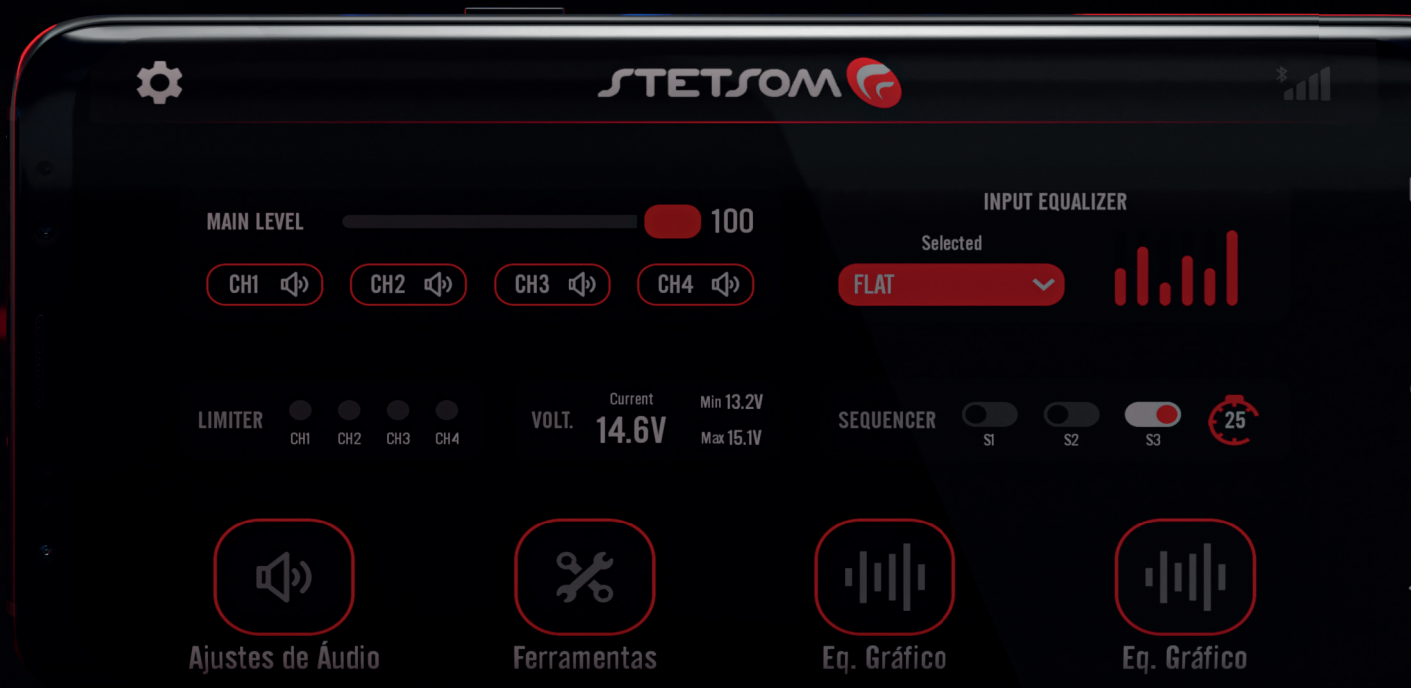 STETSOM
INPUT EQUALIZER
MAIN LEVEL 100
Selected
CH1 CH2 CH3 CH4
FLAT
LIMITER
CH1 CH2 CH3 CH4
VOLT.
Current
14.6V
Min 13.2V
Max 15.1V
SEQUENCER
S1 S2 S3
25
Ajustes de Áudio
Ferramentas
Eq. Gráfico
Eq. Gráfico